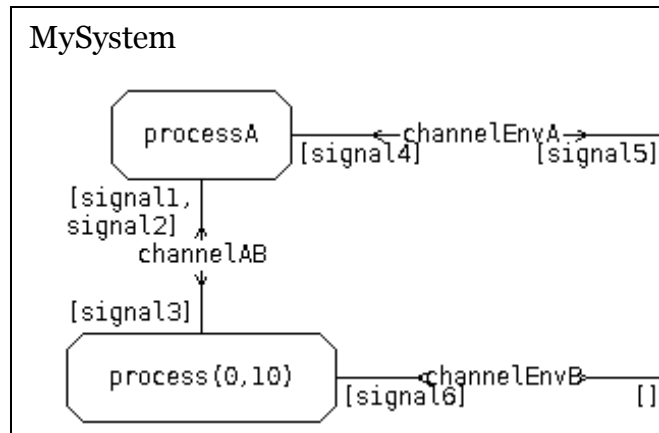 MySystem
processA
channelEnvA
[signal4]
[signal5]
[signal1,
signal2]
channelAB
[signal3]
process(0,10)
channelEnvB
[signal6]
[]